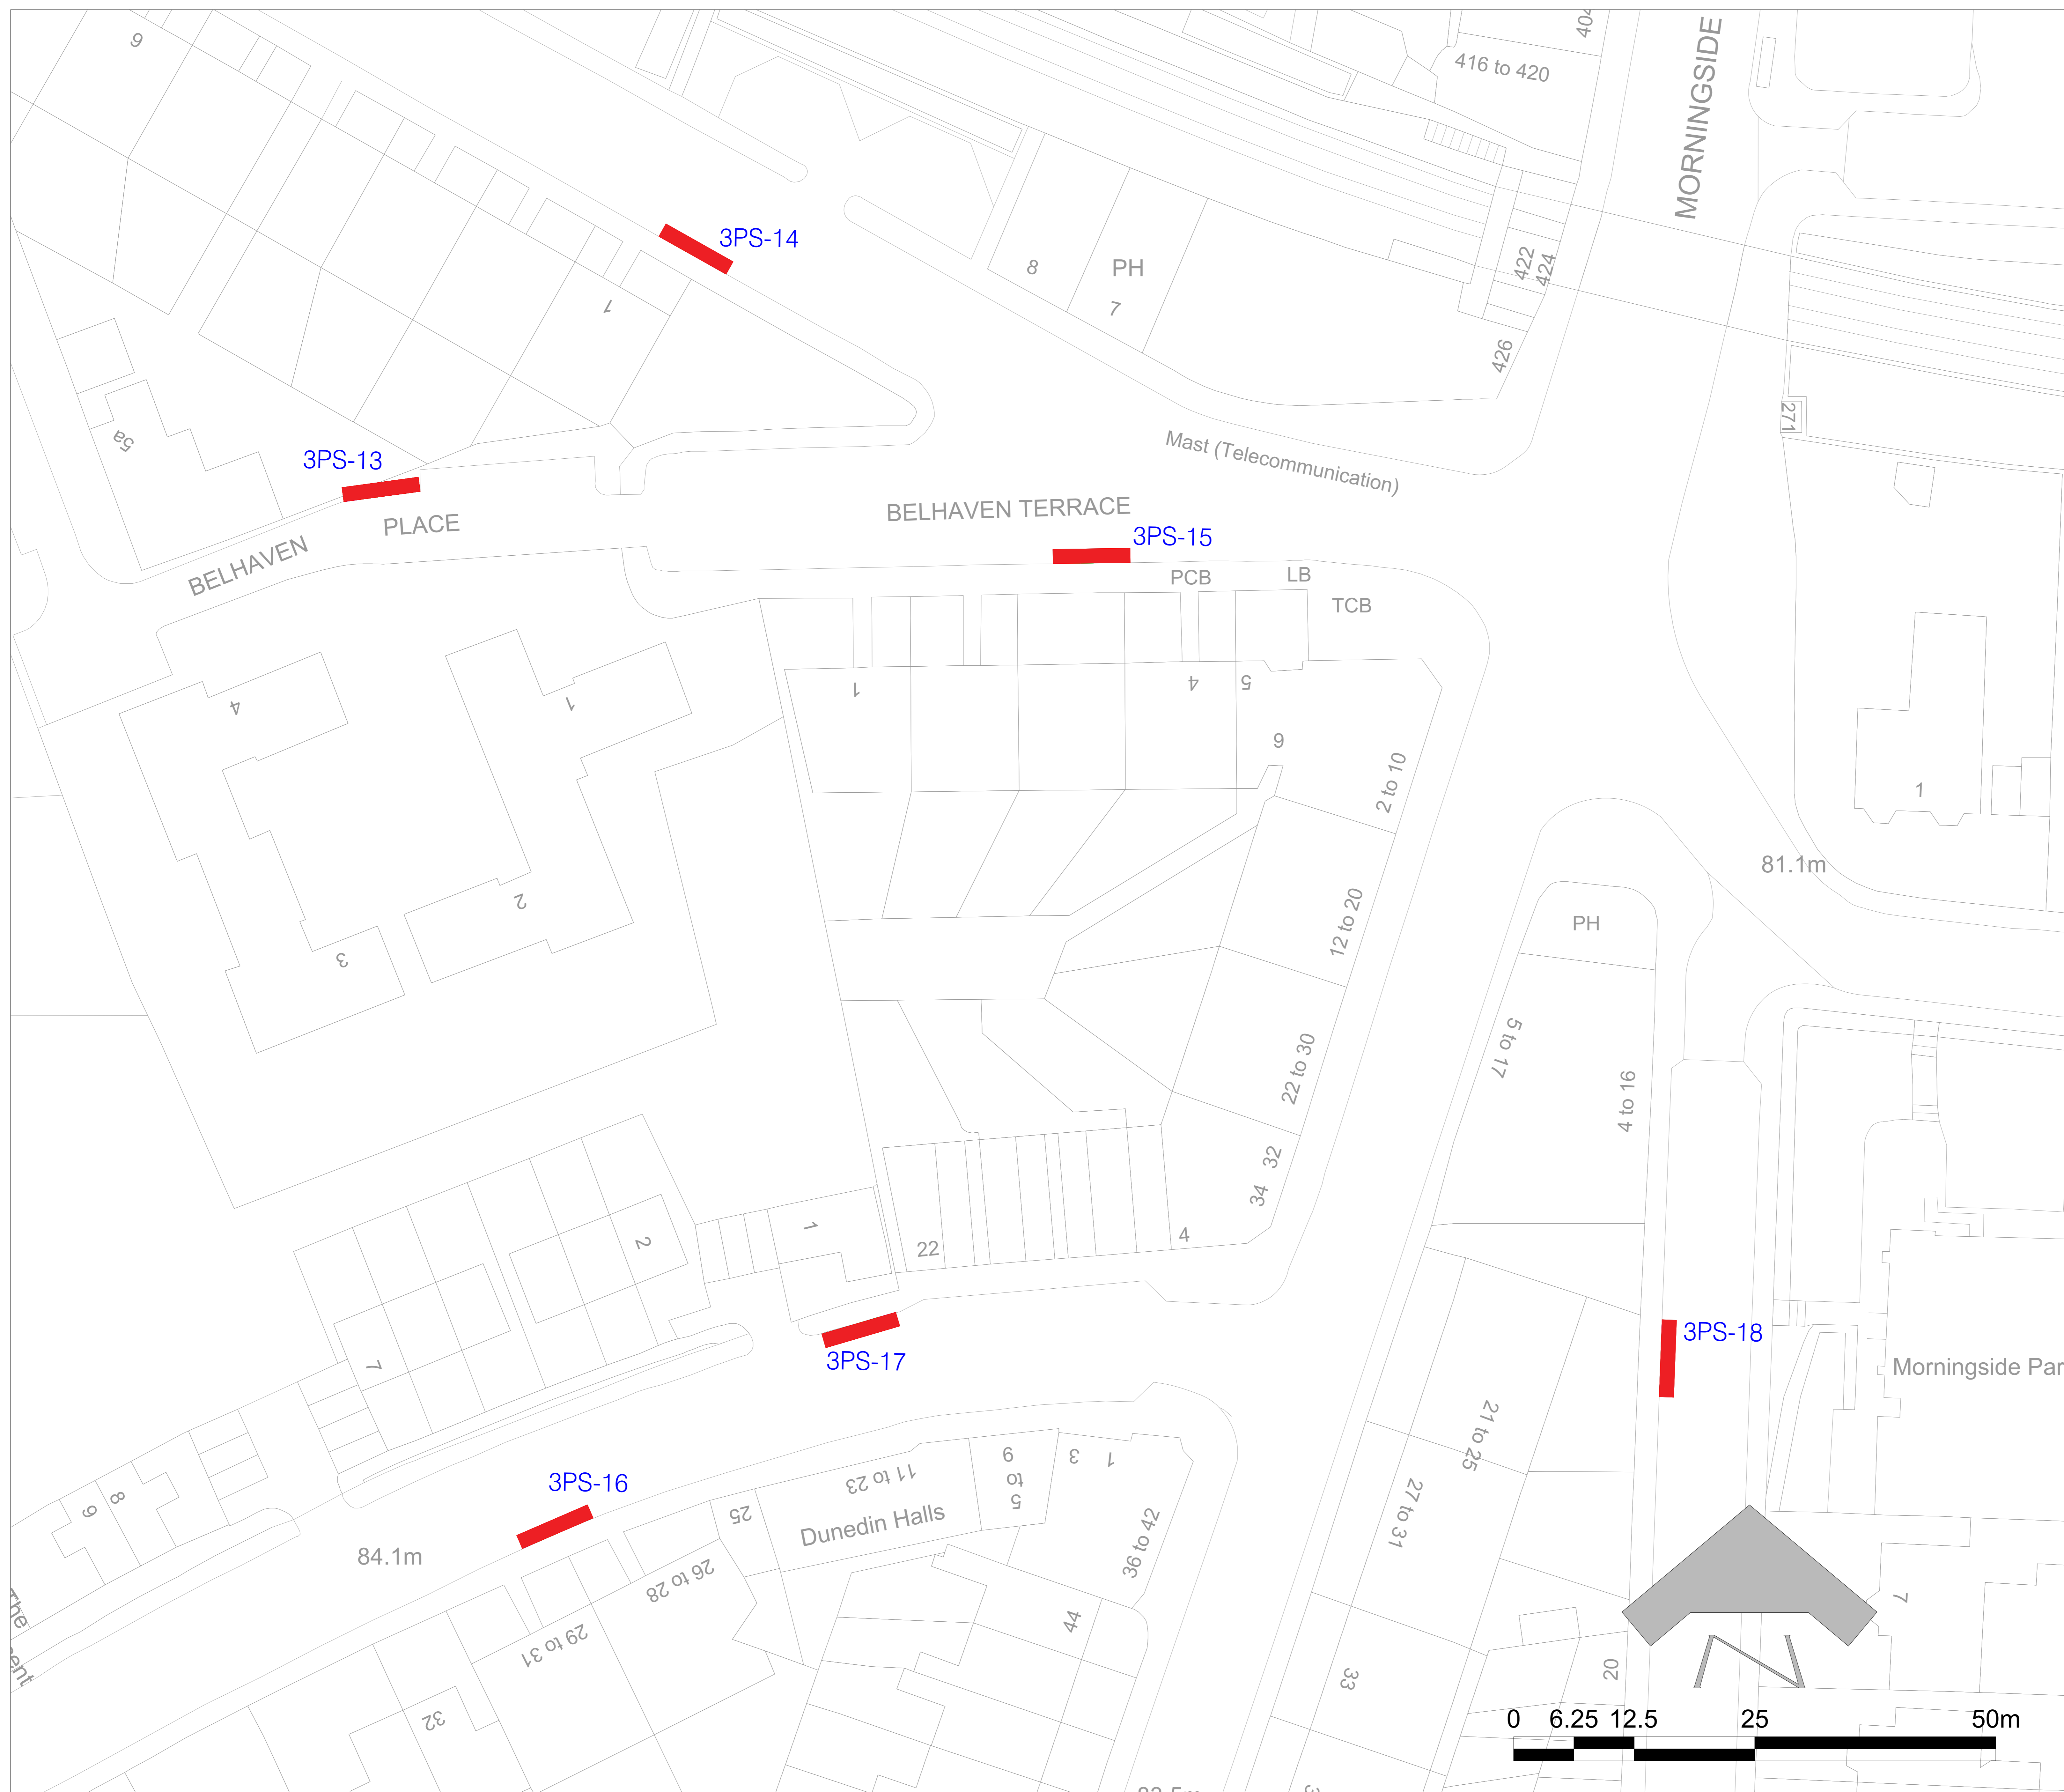 6
407
MORNINGSIDE
416 to 420
3PS-14
8
PH
7
422
424
426
1
271
5a
3PS-13
Mast (Telecommunication)
BELHAVEN
PLACE
BELHAVEN TERRACE
3PS-15
PCB
LB
TCB
4
1
1
4
5
9
2 to 10
1
81.1m
2
3
12 to 20
PH
5 to 17
22 to 30
4 to 16
32
34
1
2
22
4
7
3PS-17
3PS-18
Morningside Par
3PS-16
9
8
84.1m
11 to 23
Dunedin Halls
25
5
to
9
3
1
36 to 42
21 to 25
27 to 31
26 to 28
29 to 31
44
7
The
32
33
20
N
0 6.25 12.5 25 50m